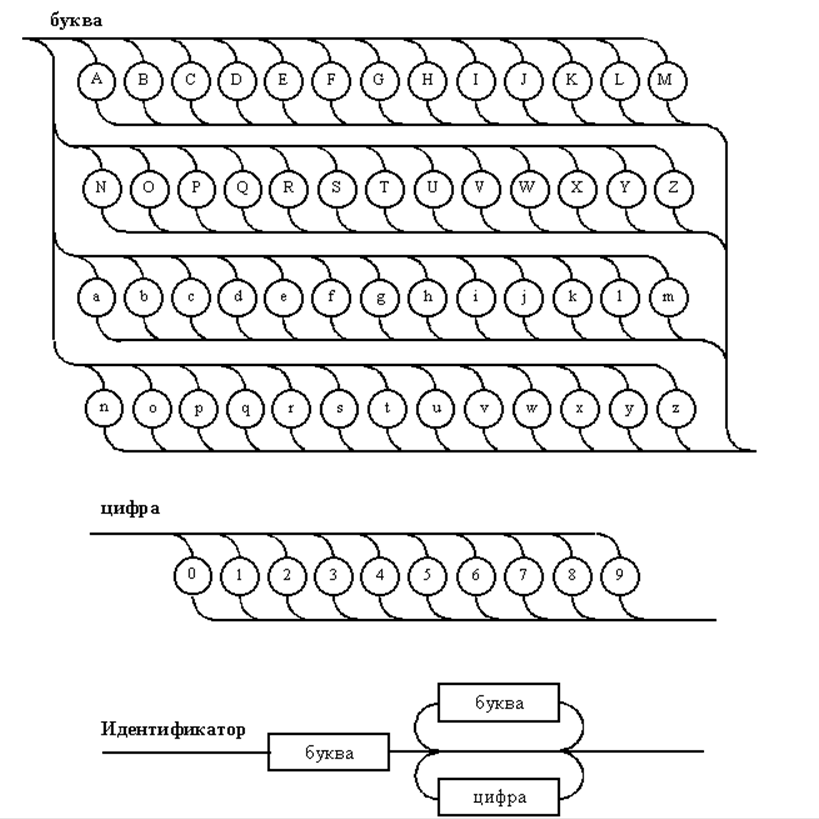 буква
A B C D E F G H I J K L M
N O P Q R S T U V W X Y Z
a b c d e f g h i j k l m
n o p q r s t u v w x y z
цифра
0 1 2 3 4 5 6 7 8 9
буква
Идентификатор
буква
цифра